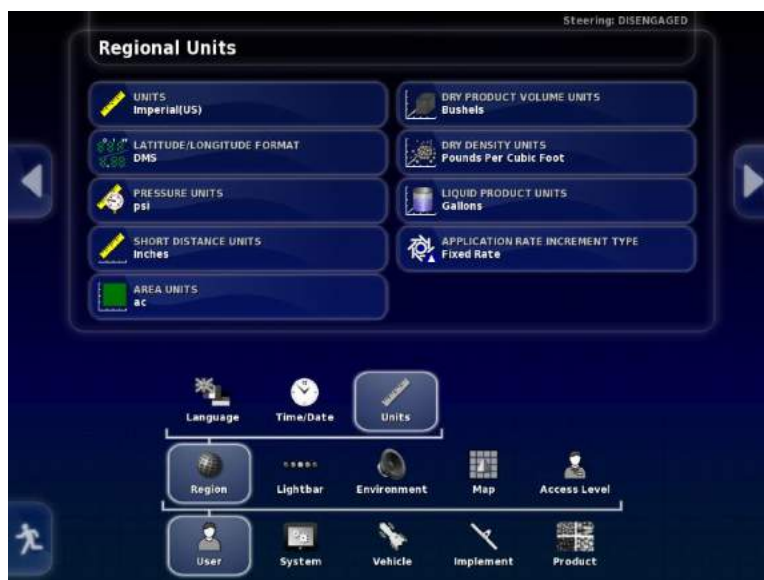 Steering: DISENGAGED
Regional Units
UNITS
Imperial(US)
DRY PRODUCT VOLUME UNITS
Bushels
LATITUDE/LONGITUDE FORMAT
DMS
DRY DENSITY UNITS
Pounds Per Cubic Foot
PRESSURE UNITS
psi
LIQUID PRODUCT UNITS
Gallons
SHORT DISTANCE UNITS
Inches
APPLICATION RATE INCREMENT TYPE
Fixed Rate
AREA UNITS
ac
Language Time/Date Units
Region Lightbar Environment Map Access Level
User System Vehicle Implement Product